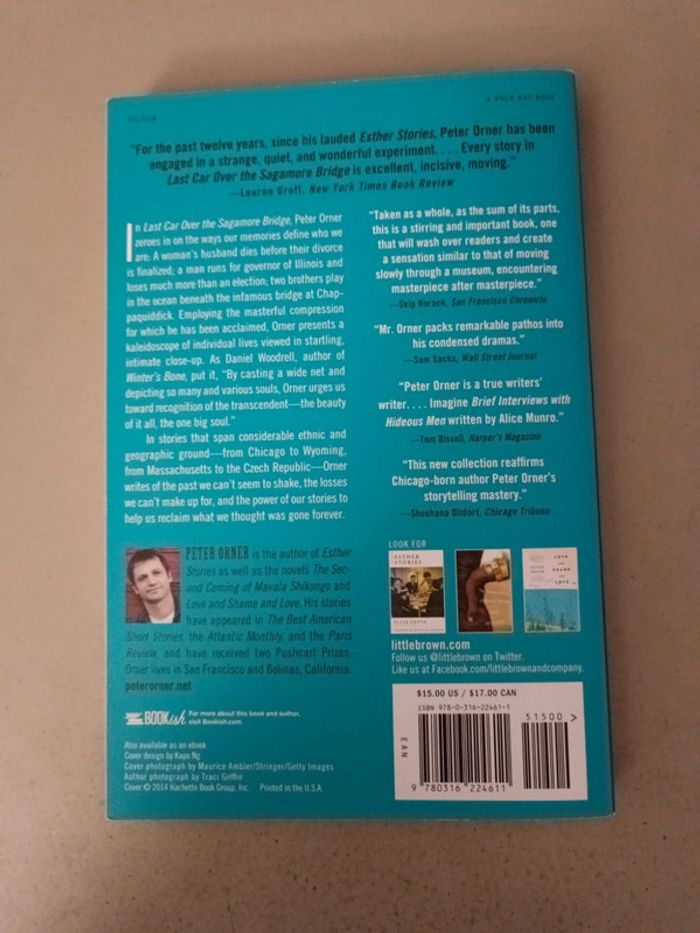 FICTION
A BACK BAY BOOK
"For the past twelve years, since his lauded Esther Stories, Peter Orner has been
engaged in a strange, quiet, and wonderful experiment. . . . Every story in
Last Car Over the Sagamore Bridge is excellent, incisive, moving."
—Lauren Groff, New York Times Book Review
In Last Car Over the Sagamore Bridge, Peter Orner
zeroes in on the ways our memories define who we
are: A woman's husband dies before their divorce
is finalized; a man runs for governor of Illinois and
loses much more than an election; two brothers play
in the ocean beneath the infamous bridge at Chap-
paquiddick. Employing the masterful compression
for which he has been acclaimed, Orner presents a
kaleidoscope of individual lives viewed in startling,
intimate close-up. As Daniel Woodrell, author of
Winter's Bone, put it, "By casting a wide net and
depicting so many and various souls, Orner urges us
toward recognition of the transcendent—the beauty
of it all, the one big soul."
In stories that span considerable ethnic and
geographic ground—from Chicago to Wyoming,
from Massachusetts to the Czech Republic—Orner
writes of the past we can't seem to shake, the losses
we can't make up for, and the power of our stories to
help us reclaim what we thought was gone forever.
"Taken as a whole, as the sum of its parts,
this is a stirring and important book, one
that will wash over readers and create
a sensation similar to that of moving
slowly through a museum, encountering
masterpiece after masterpiece."
—Skip Horack, San Francisco Chronicle
"Mr. Orner packs remarkable pathos into
his condensed dramas."
—Sam Sacks, Wall Street Journal
"Peter Orner is a true writers'
writer. . . . Imagine Brief Interviews with
Hideous Men written by Alice Munro."
—Tom Bissell, Harper's Magazine
"This new collection reaffirms
Chicago-born author Peter Orner's
storytelling mastery."
—Shoshana Olidort, Chicago Tribune
PETER ORNER is the author of Esther
Stories as well as the novels The Sec-
ond Coming of Mavala Shikongo and
Love and Shame and Love. His stories
have appeared in The Best American
Short Stories, the Atlantic Monthly, and the Paris
Review, and have received two Pushcart Prizes.
Orner lives in San Francisco and Bolinas, California.
peterorner.net
BOOKish
For more about this book and author,
visit Bookish.com.
Also available as an ebook
Cover design by Kapo Ng
Cover photograph by Maurice Ambler/Stringer/Getty Images
Author photograph by Traci Griffin
Cover © 2014 Hachette Book Group, Inc. Printed in the U.S.A.
LOOK FOR
ESTHER
STORIES
PETER ORNER
PETER
ORNER
LOVE
AND
SHAME
AND
LOVE
littlebrown.com
Follow us @littlebrown on Twitter.
Like us at Facebook.com/littlebrownandcompany.
$15.00 US / $17.00 CAN
ISBN 978-0-316-22461-1
51500 >
EAN
9 780316 224611